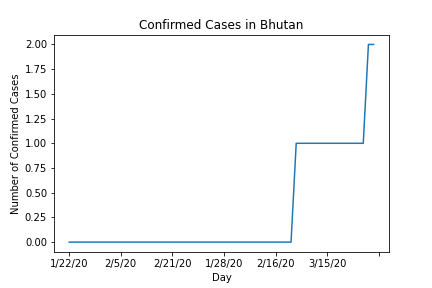 Confirmed Cases in Bhutan
2.00
1.75
1.50
1.25
1.00
0.75
0.50
0.25
0.00
Number of Confirmed Cases
1/22/20 2/5/20 2/21/20 1/28/20 2/16/20 3/15/20
Day